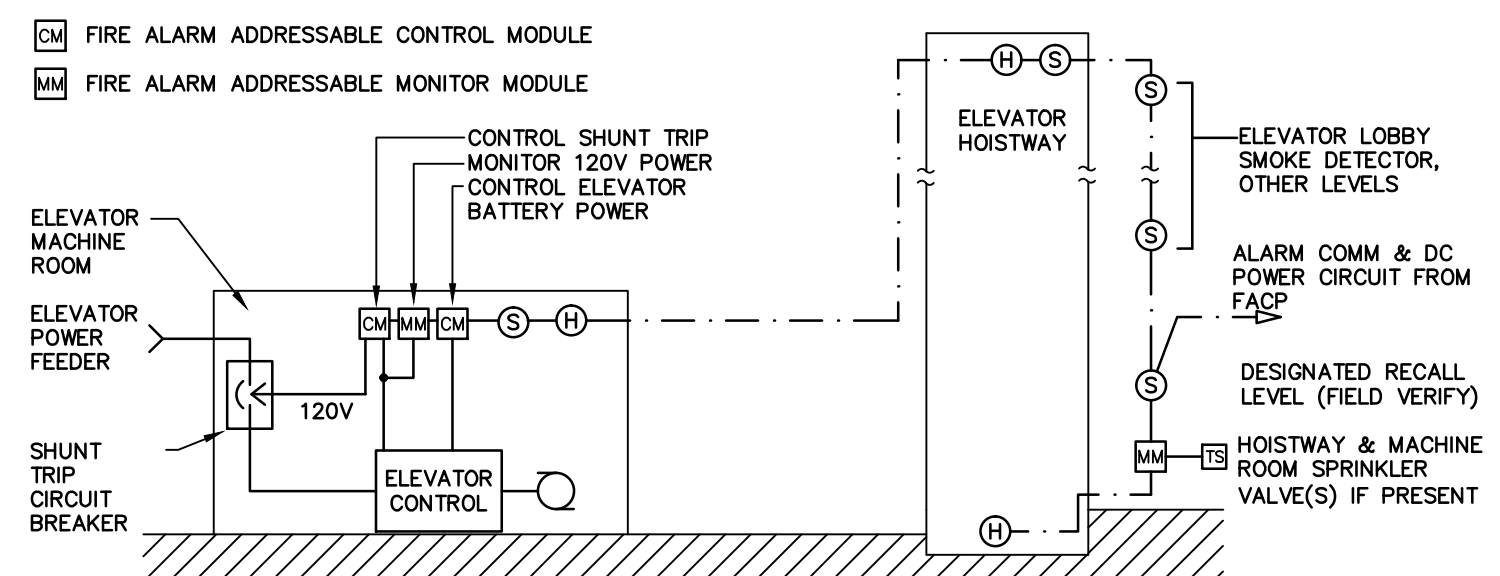 CM FIRE ALARM ADDRESSABLE CONTROL MODULE
MM FIRE ALARM ADDRESSABLE MONITOR MODULE
CONTROL SHUNT TRIP
MONITOR 120V POWER
CONTROL ELEVATOR
BATTERY POWER
ELEVATOR
MACHINE
ROOM
ELEVATOR
POWER
FEEDER
CM MM CM S H
120V
SHUNT
TRIP
CIRCUIT
BREAKER
ELEVATOR
CONTROL
H S
ELEVATOR
HOISTWAY
S
ELEVATOR LOBBY
SMOKE DETECTOR,
OTHER LEVELS
S
ALARM COMM & DC
POWER CIRCUIT FROM
FACP
S
DESIGNATED RECALL
LEVEL (FIELD VERIFY)
MM TS
HOISTWAY & MACHINE
ROOM SPRINKLER
VALVE(S) IF PRESENT
H